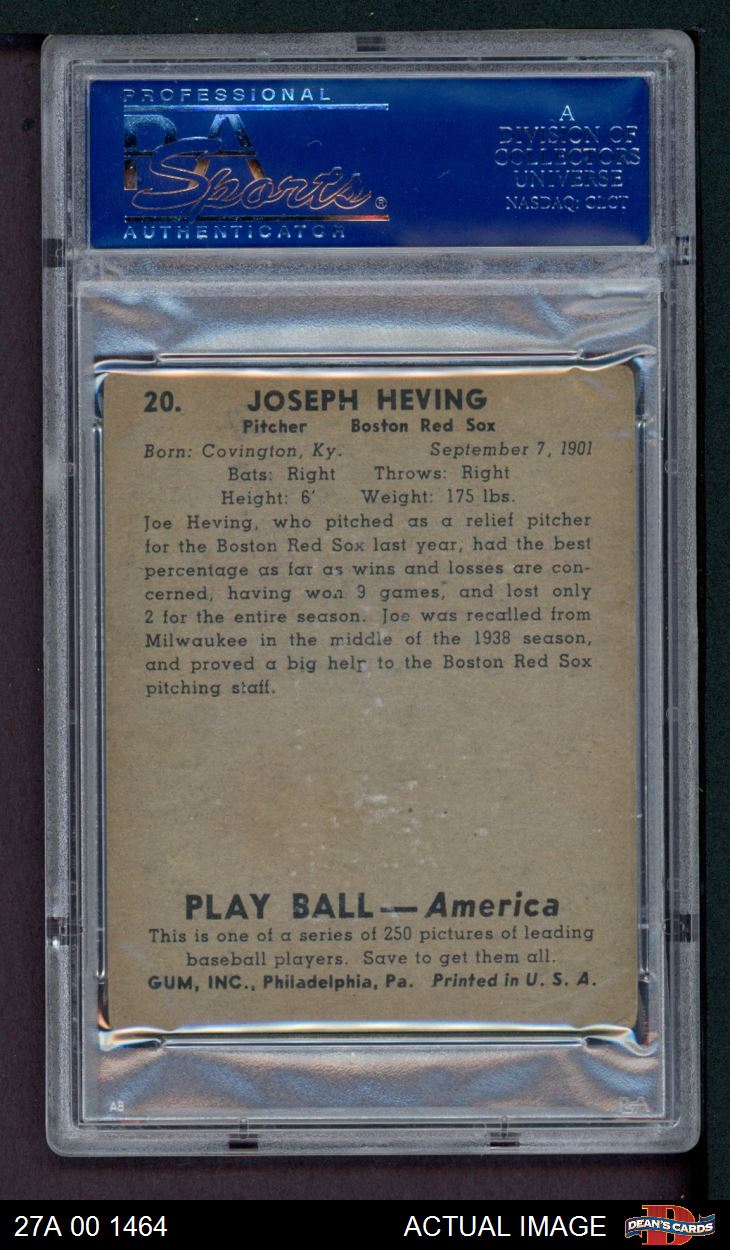 PROFESSIONAL
PSA
Sports®
AUTHENTICATOR
A
DIVISION OF
COLLECTORS
UNIVERSE
NASDAQ: CLCT
20. JOSEPH HEVING
Pitcher Boston Red Sox
Born: Covington, Ky. September 7, 1901
Bats: Right Throws: Right
Height: 6' Weight: 175 lbs.
Joe Heving, who pitched as a relief pitcher
for the Boston Red Sox last year, had the best
percentage as far as wins and losses are con-
cerned, having won 9 games, and lost only
2 for the entire season. Joe was recalled from
Milwaukee in the middle of the 1938 season,
and proved a big help to the Boston Red Sox
pitching staff.
PLAY BALL — America
This is one of a series of 250 pictures of leading
baseball players. Save to get them all.
GUM, INC., Philadelphia, Pa. Printed in U. S. A.
AB
PSA
27A 00 1464
ACTUAL IMAGE
DEAN'S CARDS